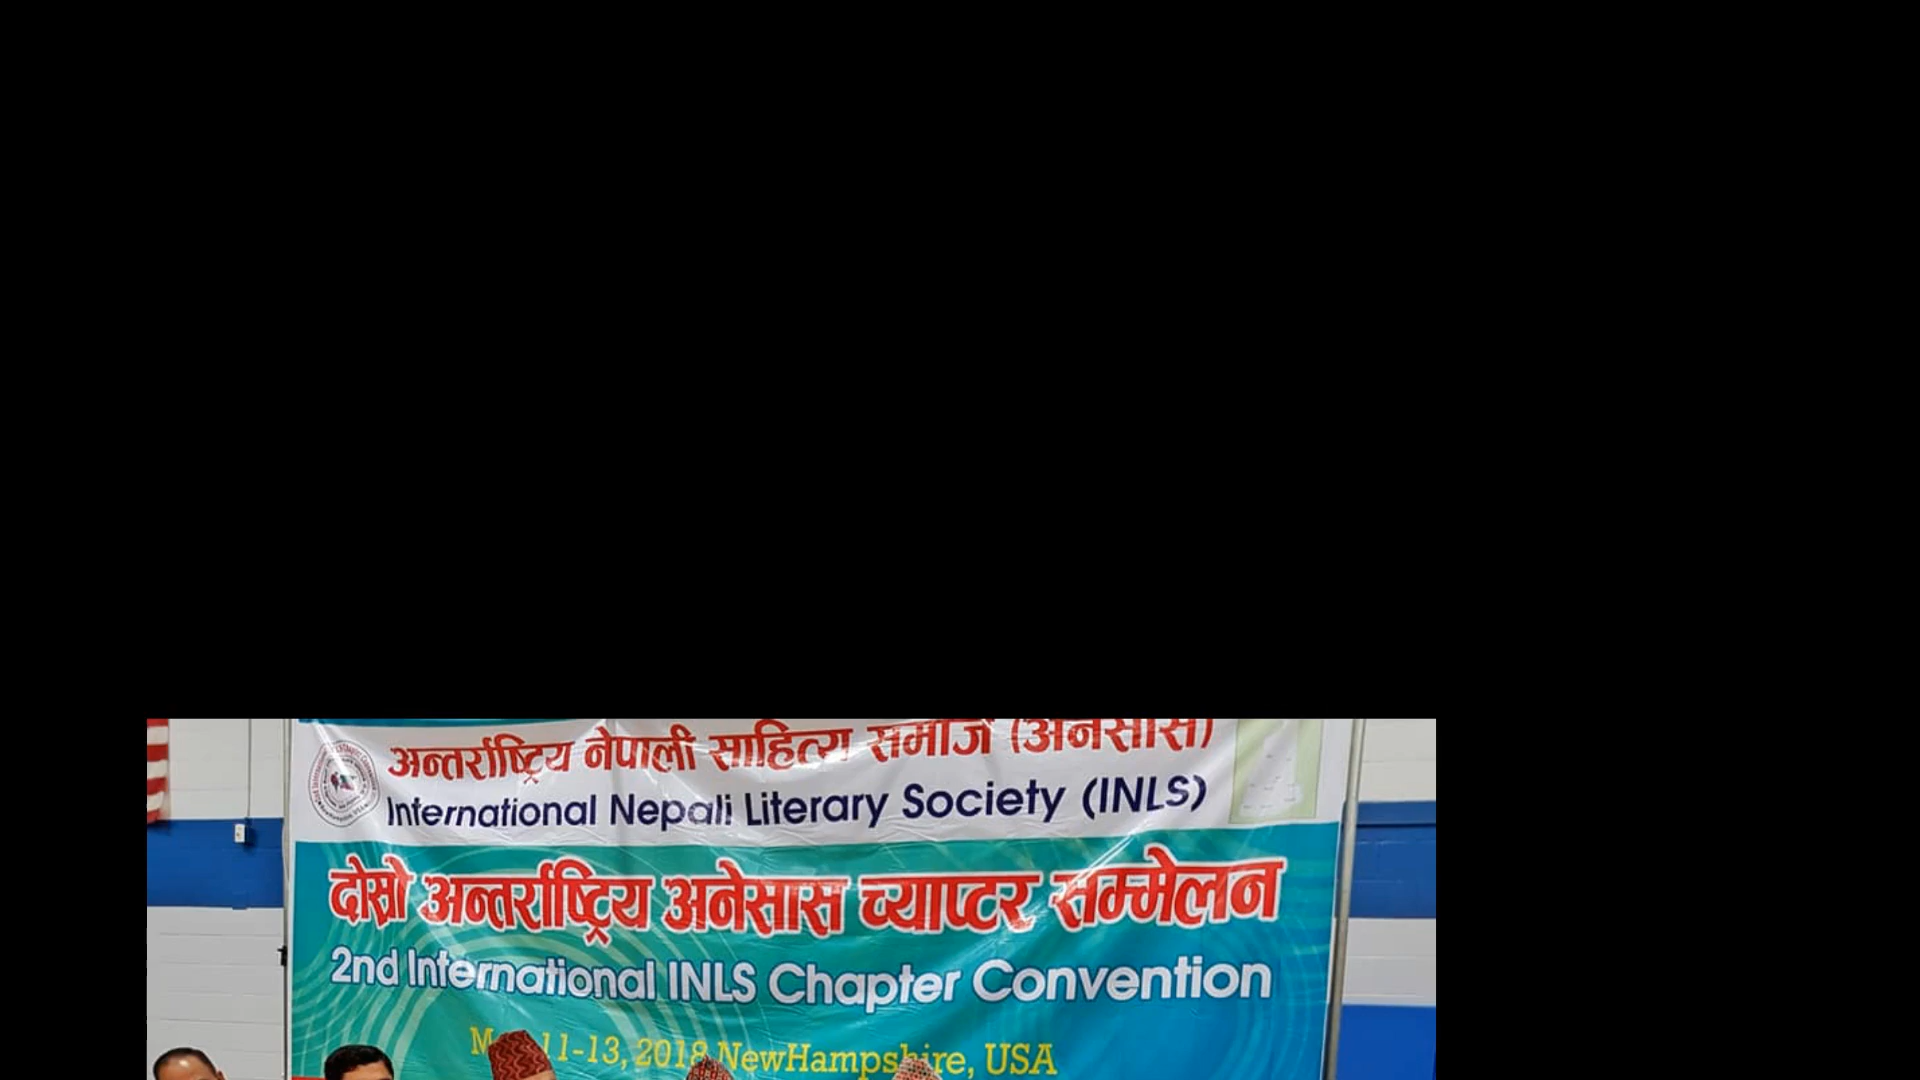 अन्तर्राष्ट्रिय नेपाली साहित्य समाज (अनेसास)
International Nepali Literary Society (INLS)
दोस्रो अन्तर्राष्ट्रिय अनेसास च्याप्टर सम्मेलन
2nd International INLS Chapter Convention
11-13, 2018 NewHampshire, USA